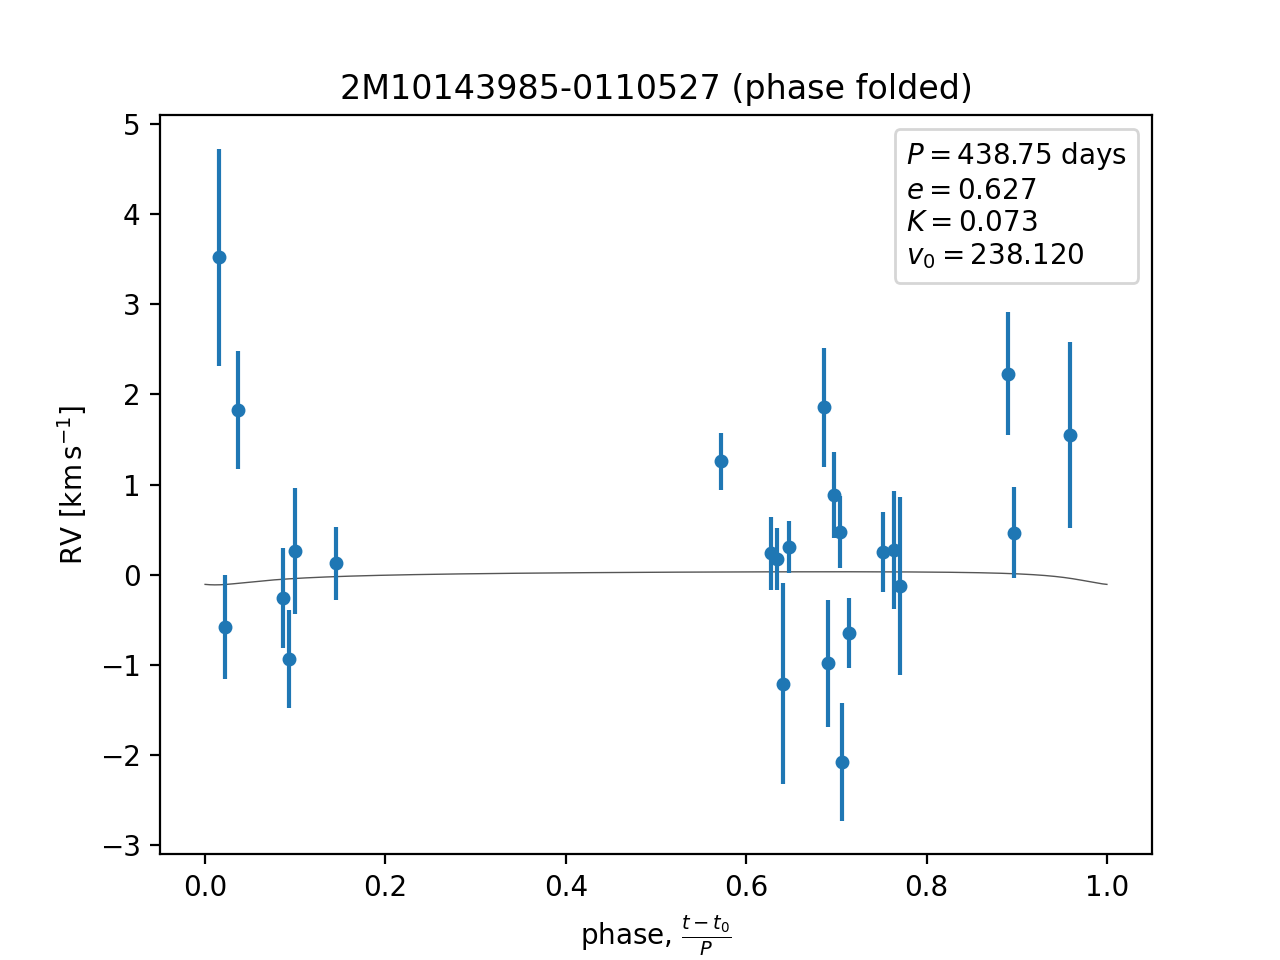 2M10143985-0110527 (phase folded)
P = 438.75 days
e = 0.627
K = 0.073
v₀ = 238.120
RV [km s⁻¹]
5
4
3
2
1
0
−1
−2
−3
0.0 0.2 0.4 0.6 0.8 1.0
phase, (t − t₀)/P